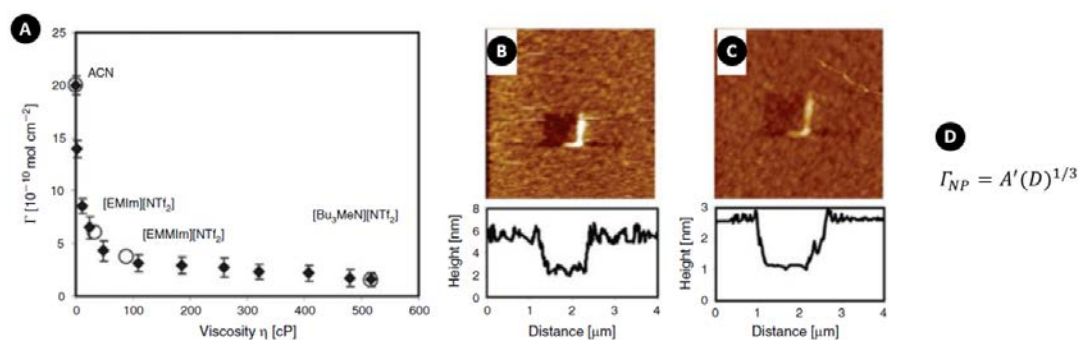 A
25
20
15
10
5
0
Γ [10⁻¹⁰ mol cm⁻²]
ACN
[EMIm][NTf₂]
[EMMIm][NTf₂]
[Bu₃MeN][NTf₂]
0 100 200 300 400 500 600
Viscosity η [cP]
B
Height [nm]
8
6
4
2
0
0 1 2 3 4
Distance [µm]
C
Height [nm]
3
2
1
0
0 1 2 3 4
Distance [µm]
D
Γ_NP = A′(D)^1/3